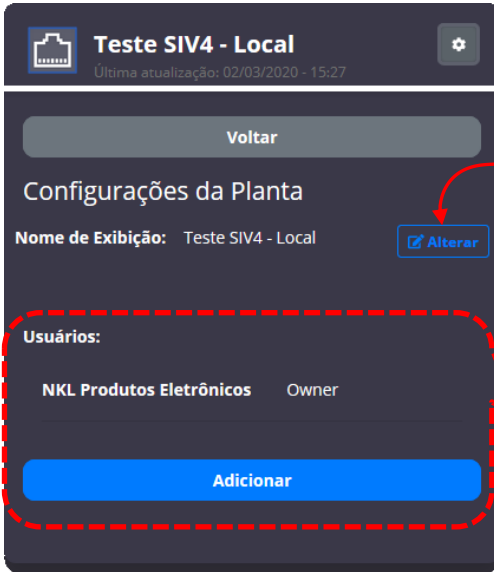 Teste SIV4 - Local
Última atualização: 02/03/2020 - 15:27
Voltar
Configurações da Planta
Nome de Exibição: Teste SIV4 - Local Alterar
Usuários:
NKL Produtos Eletrônicos Owner
Adicionar